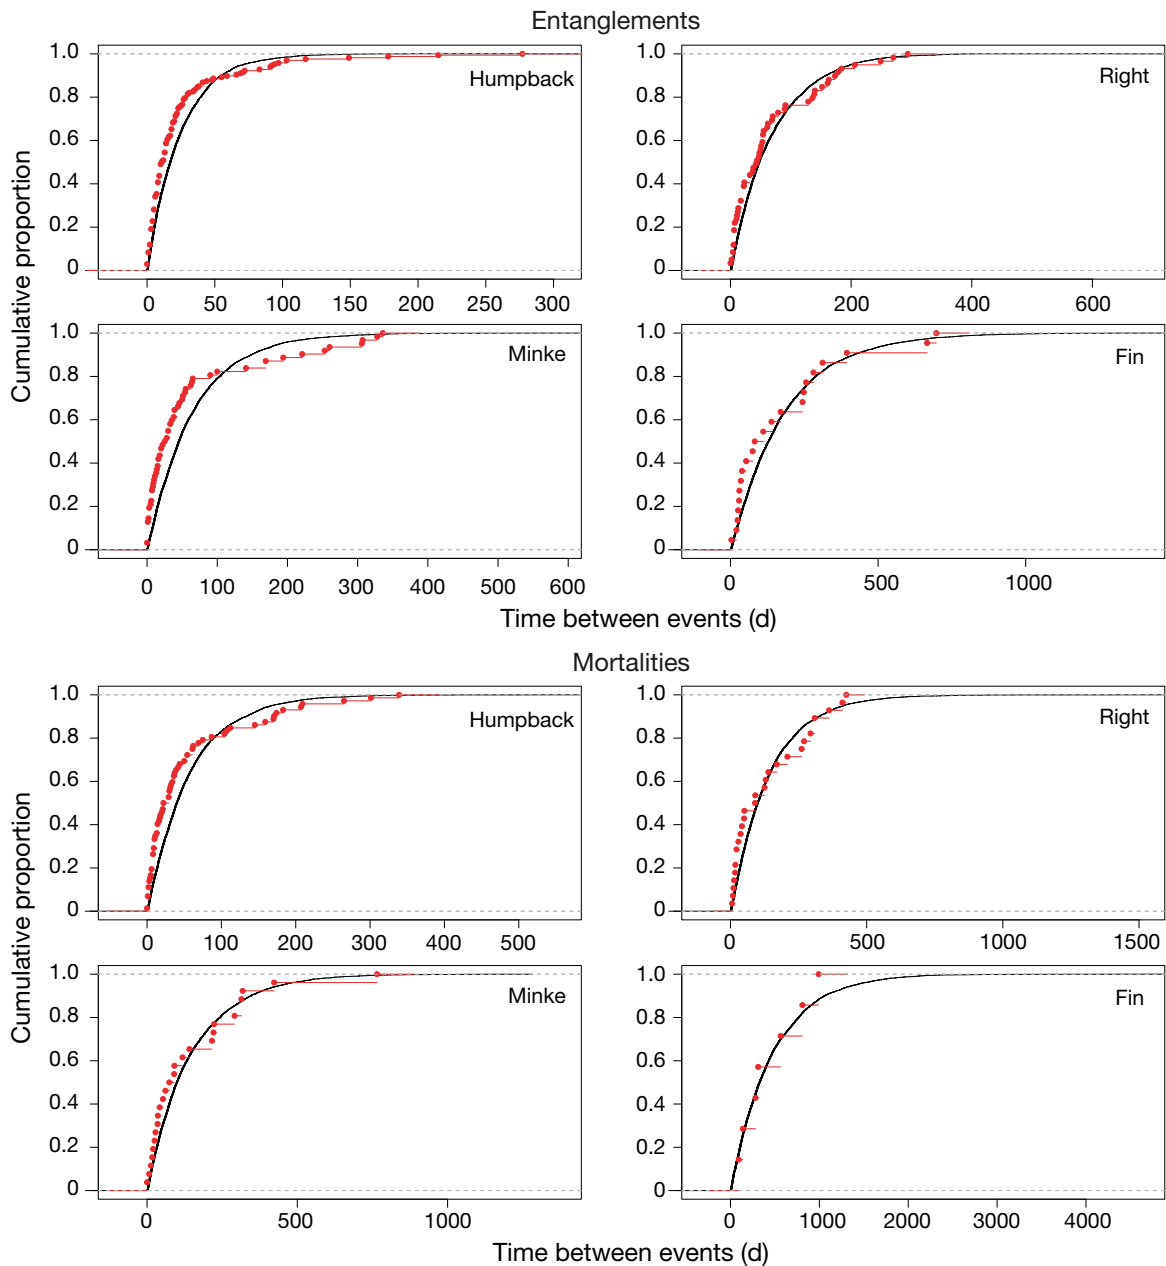 Entanglements
Cumulative proportion
1.0
0.8
0.6
0.4
0.2
0
Humpback
0 50 100 150 200 250 300
1.0
0.8
0.6
0.4
0.2
0
Right
0 200 400 600
1.0
0.8
0.6
0.4
0.2
0
Minke
0 100 200 300 400 500 600
1.0
0.8
0.6
0.4
0.2
0
Fin
0 500 1000
Time between events (d)
Mortalities
Cumulative proportion
1.0
0.8
0.6
0.4
0.2
0
Humpback
0 100 200 300 400 500
1.0
0.8
0.6
0.4
0.2
0
Right
0 500 1000 1500
1.0
0.8
0.6
0.4
0.2
0
Minke
0 500 1000
1.0
0.8
0.6
0.4
0.2
0
Fin
0 1000 2000 3000 4000
Time between events (d)